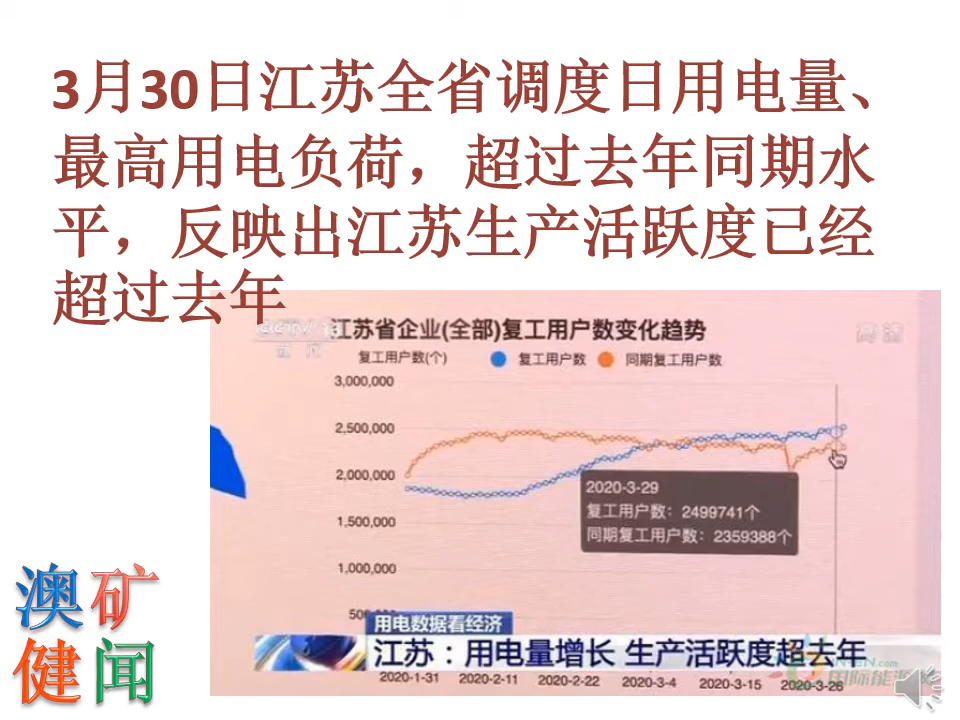 3月30日江苏全省调度日用电量、
最高用电负荷，超过去年同期水
平，反映出江苏生产活跃度已经
超过去年
CCTV 13
高清
江苏省企业(全部)复工用户数变化趋势
复工用户数(个) 复工用户数 同期复工用户数
3,000,000
2,500,000
2,000,000
2020-3-29
复工用户数：2499741个
同期复工用户数：2359388个
1,500,000
1,000,000
用电数据看经济
江苏：用电量增长 生产活跃度超去年
2020-1-31 2020-2-11 2020-2-22 2020-3-4 2020-3-15 2020-3-26
澳矿
健闻